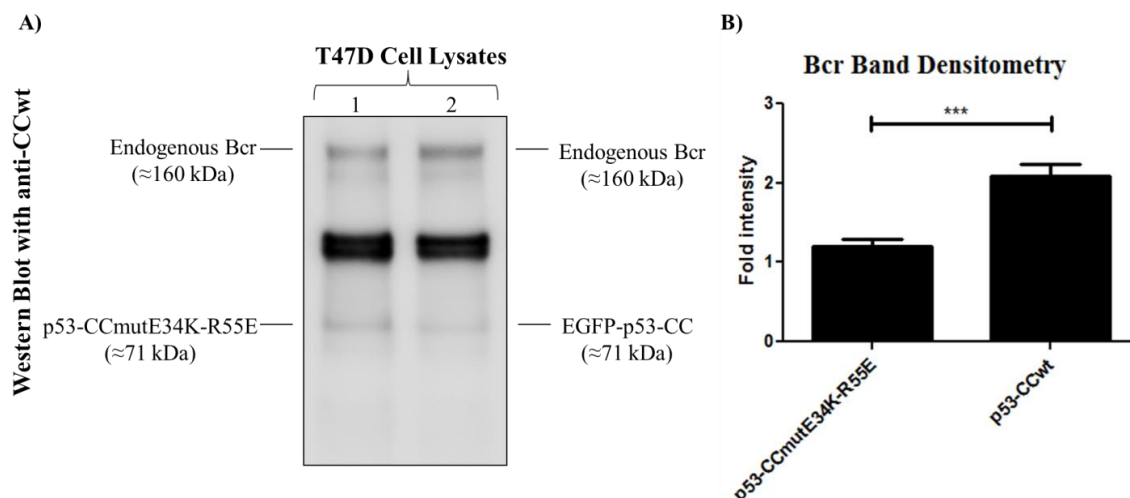 A)
T47D Cell Lysates
1 2
Western Blot with anti-CCwt
Endogenous Bcr
(≈160 kDa)
p53-CCmutE34K-R55E
(≈71 kDa)
Endogenous Bcr
(≈160 kDa)
EGFP-p53-CC
(≈71 kDa)
B)
Bcr Band Densitometry
***
Fold intensity
3
2
1
0
p53-CCmutE34K-R55E
p53-CCwt